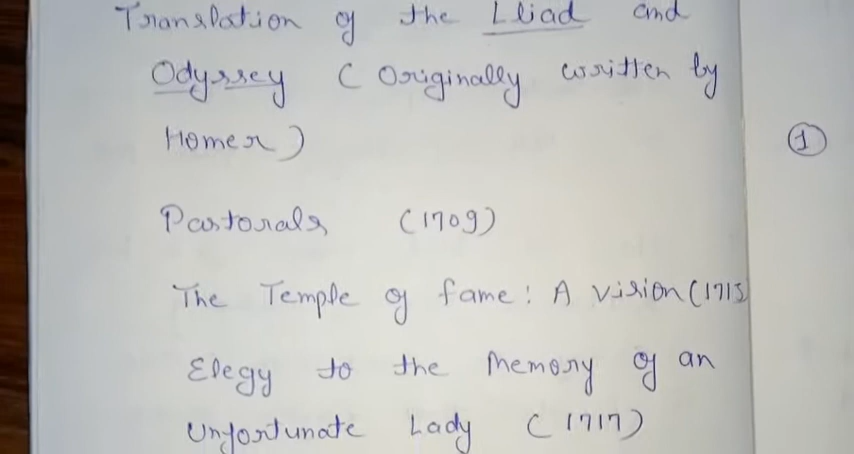 Translation of the Lliad and
Odyssey ( Originally written by
Homer )
1
Pastorals (1709)
The Temple of fame : A vision (1715
Elegy to the Memory of an
Unfortunate Lady ( 1717)